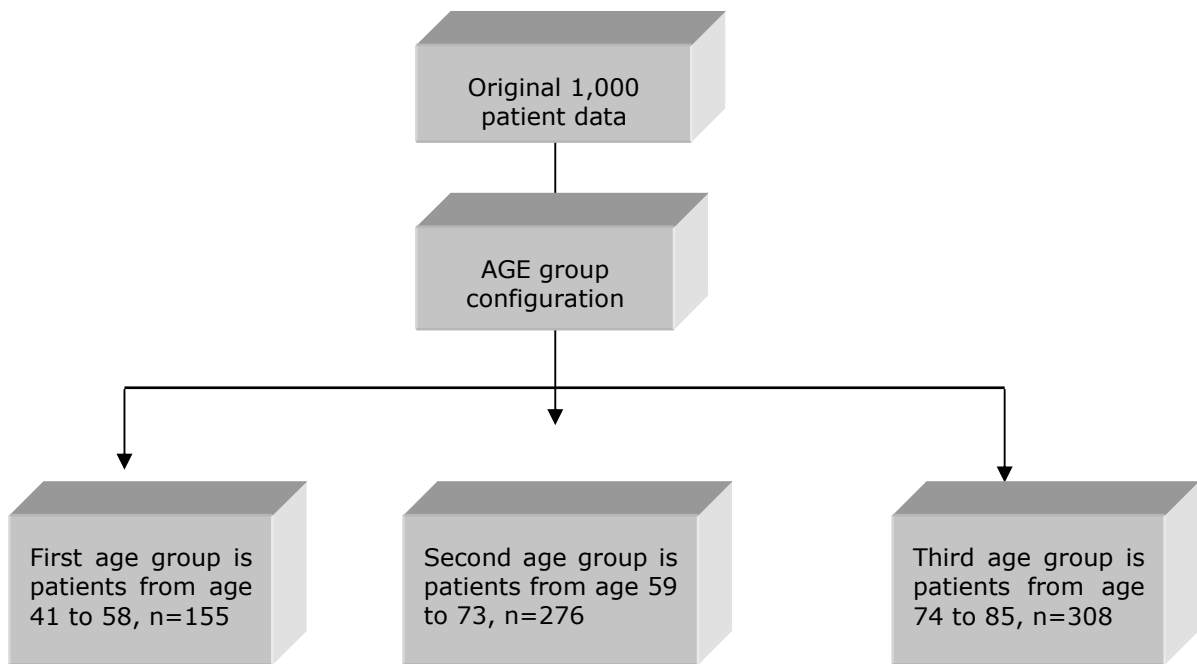 Original 1,000
patient data
AGE group
configuration
First age group is
patients from age
41 to 58, n=155
Second age group is
patients from age 59
to 73, n=276
Third age group is
patients from age
74 to 85, n=308